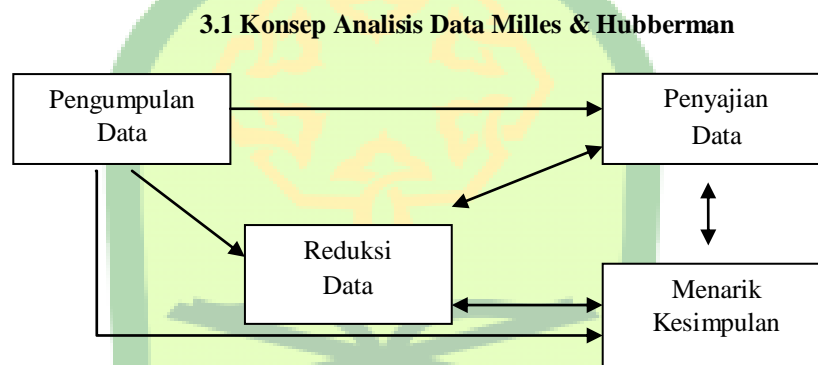 3.1 Konsep Analisis Data Milles & Hubberman
Pengumpulan
Data
Penyajian
Data
Reduksi
Data
Menarik
Kesimpulan